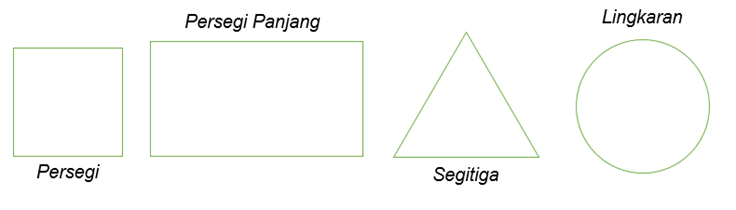 Persegi
Persegi Panjang
Segitiga
Lingkaran